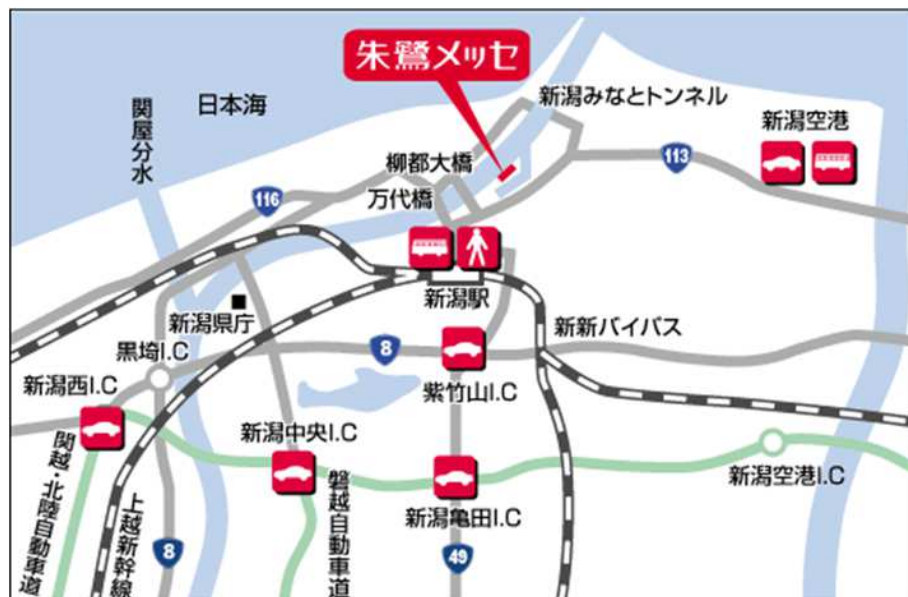 朱鷺メッセ
日本海
関屋分水
新潟みなとトンネル
新潟空港
柳都大橋
113
116
万代橋
新潟駅
新潟県庁
新新バイパス
黒埼I.C
8
新潟西I.C
紫竹山I.C
新潟中央I.C
新潟空港I.C
新潟亀田I.C
関越・北陸自動車道
上越新幹線
8
磐越自動車道
49